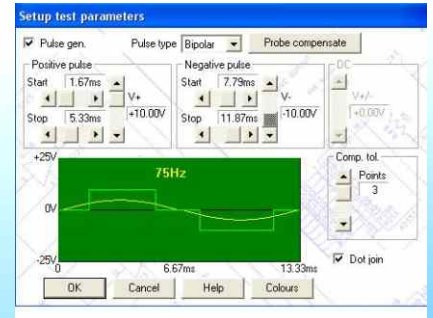 Setup test parameters
Pulse gen. Pulse type Bipolar Probe compensate
Positive pulse Negative pulse DC
Start 1.67ms Start 7.79ms
V+ V- V+/-
+10.00V -10.00V +0.00V
Stop 5.33ms Stop 11.87ms
+25V Comp. tol.
75Hz Points
3
0V
-25V Dot join
0 6.67ms 13.33ms
OK Cancel Help Colours